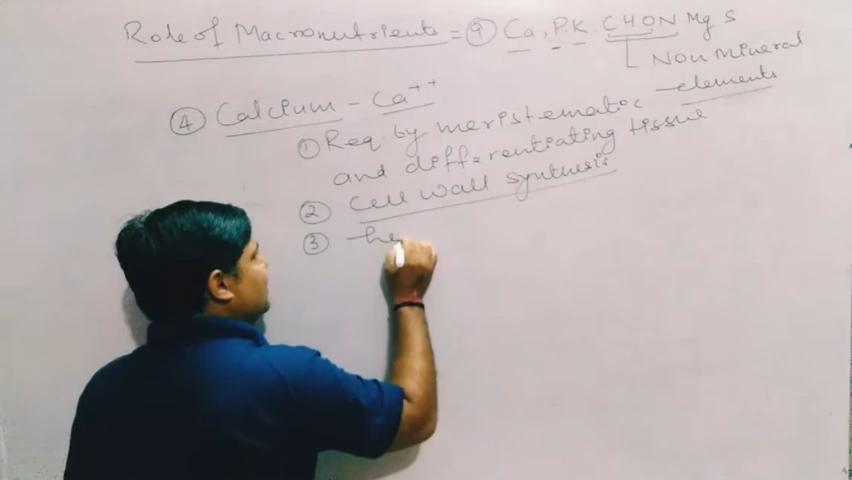 Role of Macronutrients = 9 Ca, P. K. CHON Mg S
Non Mineral
elements
4 Calcium - Ca++
1 Req. by meristematic
and differentiating tissue
2 Cell wall synthesis
3 he